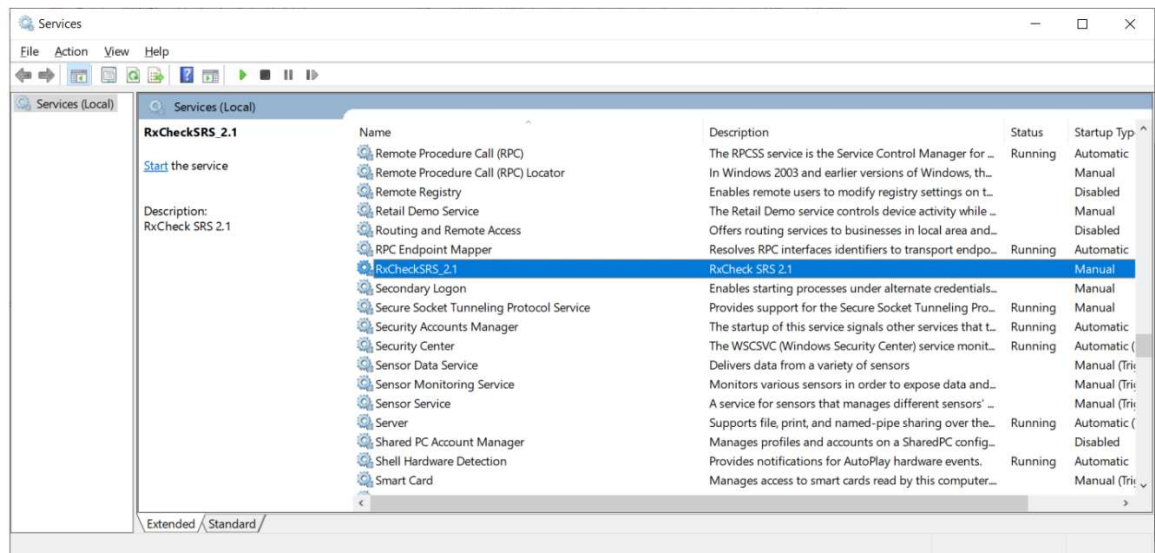 Services
File Action View Help
Services (Local)
Services (Local)
RxCheckSRS_2.1
Start the service
Description:
RxCheck SRS 2.1
Name Description Status Startup Typ
Remote Procedure Call (RPC) The RPCSS service is the Service Control Manager for ... Running Automatic
Remote Procedure Call (RPC) Locator In Windows 2003 and earlier versions of Windows, th... Manual
Remote Registry Enables remote users to modify registry settings on t... Disabled
Retail Demo Service The Retail Demo service controls device activity while ... Manual
Routing and Remote Access Offers routing services to businesses in local area and... Disabled
RPC Endpoint Mapper Resolves RPC interfaces identifiers to transport endpo... Running Automatic
RxCheckSRS_2.1 RxCheck SRS 2.1 Manual
Secondary Logon Enables starting processes under alternate credentials... Manual
Secure Socket Tunneling Protocol Service Provides support for the Secure Socket Tunneling Pro... Running Manual
Security Accounts Manager The startup of this service signals other services that t... Running Automatic
Security Center The WSCSVC (Windows Security Center) service monit... Running Automatic (
Sensor Data Service Delivers data from a variety of sensors Manual (Trig
Sensor Monitoring Service Monitors various sensors in order to expose data and... Manual (Trig
Sensor Service A service for sensors that manages different sensors' ... Manual (Trig
Server Supports file, print, and named-pipe sharing over the... Running Automatic (
Shared PC Account Manager Manages profiles and accounts on a SharedPC config... Disabled
Shell Hardware Detection Provides notifications for AutoPlay hardware events. Running Automatic
Smart Card Manages access to smart cards read by this computer... Manual (Trig
Extended Standard